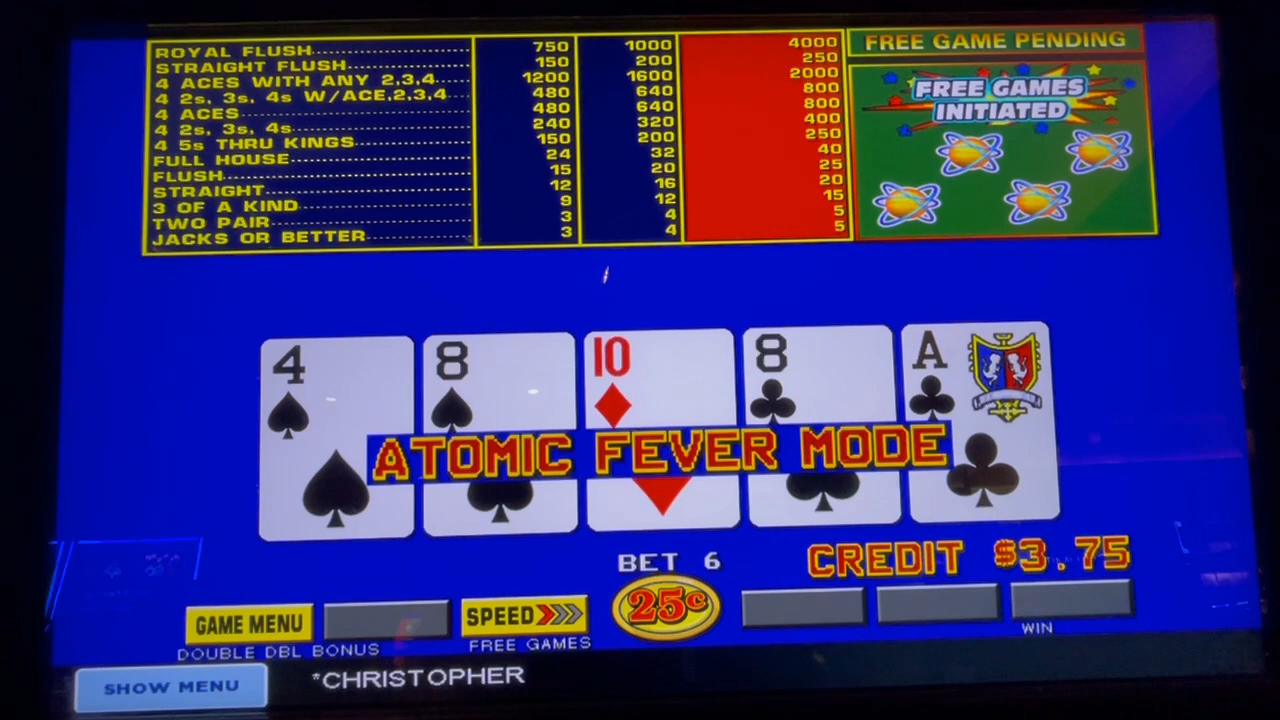 ROYAL FLUSH 750 1000 4000
STRAIGHT FLUSH 150 200 250
4 ACES WITH ANY 2,3,4 1200 1600 2000
4 2s, 3s, 4s W/ACE,2,3,4 480 640 800
4 ACES 480 640 800
4 2s, 3s, 4s 240 320 400
4 5s THRU KINGS 150 200 250
FULL HOUSE 24 32 40
FLUSH 15 20 25
STRAIGHT 12 16 20
3 OF A KIND 9 12 15
TWO PAIR 3 4 5
JACKS OR BETTER 3 4 5
FREE GAME PENDING
FREE GAMES
INITIATED
4 8 10 8 A
ATOMIC FEVER MODE
BET 6
CREDIT $3.75
GAME MENU
SPEED
25¢
DOUBLE DBL BONUS
FREE GAMES
WIN
SHOW MENU
*CHRISTOPHER